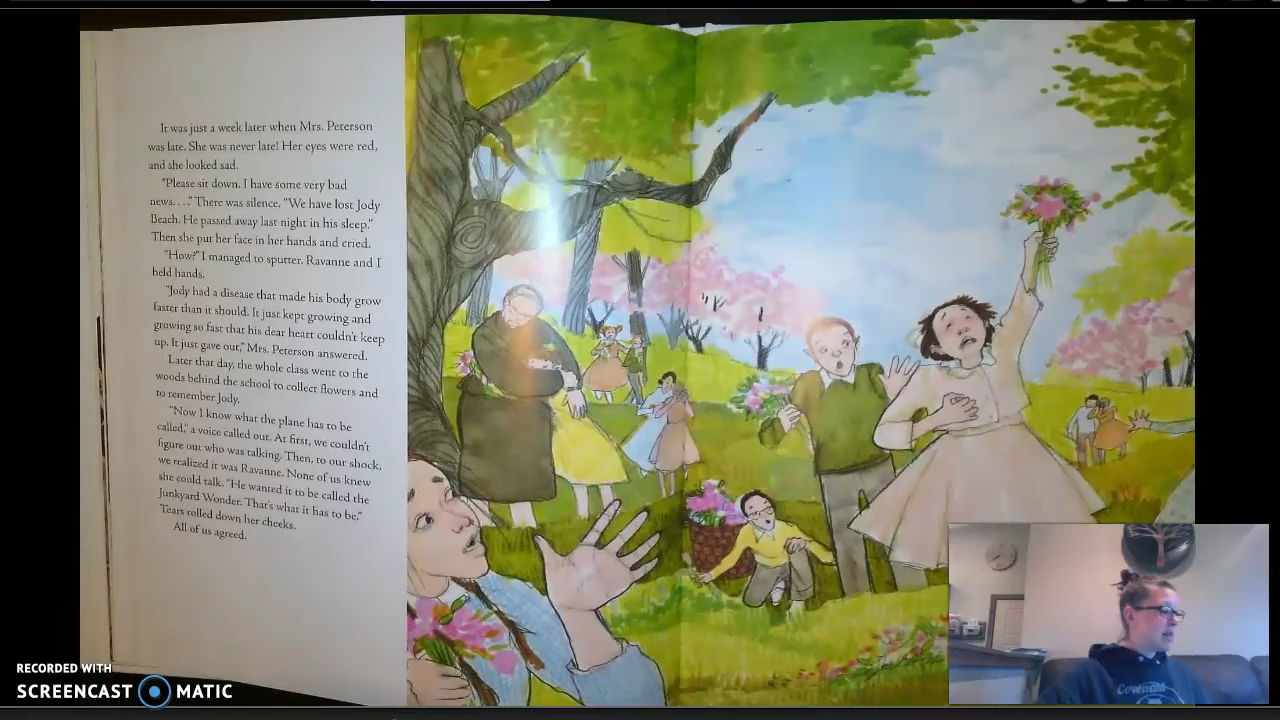 It was just a week later when Mrs. Peterson
was late. She was never late! Her eyes were red,
and she looked sad.
"Please sit down. I have some very bad
news. . . ." There was silence. "We have lost Jody
Beach. He passed away last night in his sleep."
Then she put her face in her hands and cried.
"How?" I managed to sputter. Ravanne and I
held hands.
"Jody had a disease that made his body grow
faster than it should. It just kept growing and
growing so fast that his dear heart couldn't keep
up. It just gave out," Mrs. Peterson answered.
Later that day, the whole class went to the
woods behind the school to collect flowers and
to remember Jody.
"Now I know what the plane has to be
called," a voice called out. At first, we couldn't
figure out who was talking. Then, to our shock,
we realized it was Ravanne. None of us knew
she could talk. "He wanted it to be called the
Junkyard Wonder. That's what it has to be."
Tears rolled down her cheeks.
All of us agreed.
RECORDED WITH
SCREENCAST MATIC
Covenant